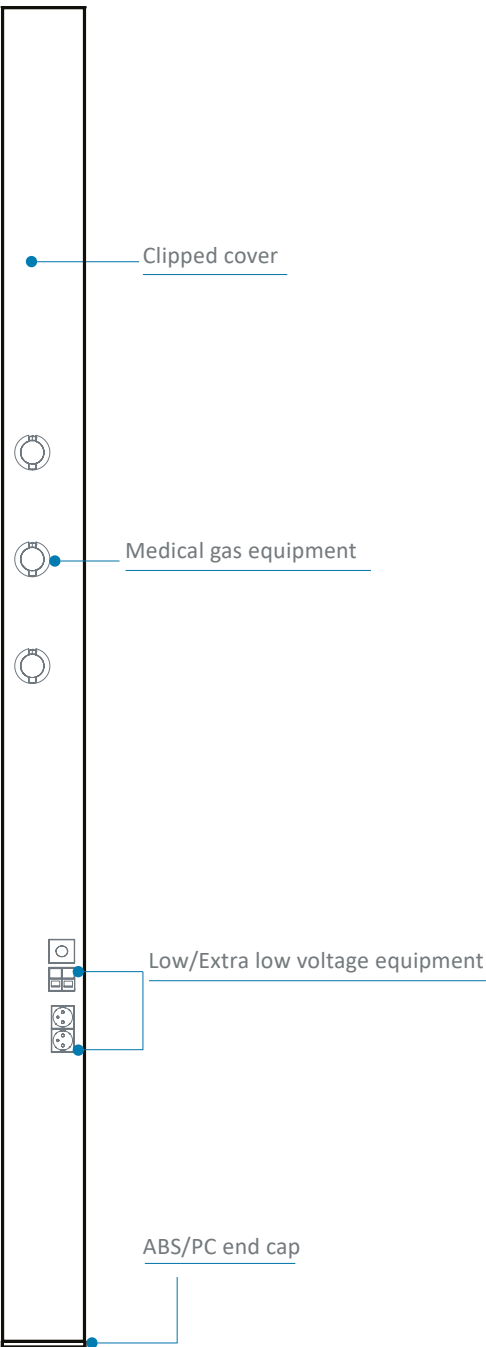 Clipped cover
Medical gas equipment
Low/Extra low voltage equipment
ABS/PC end cap